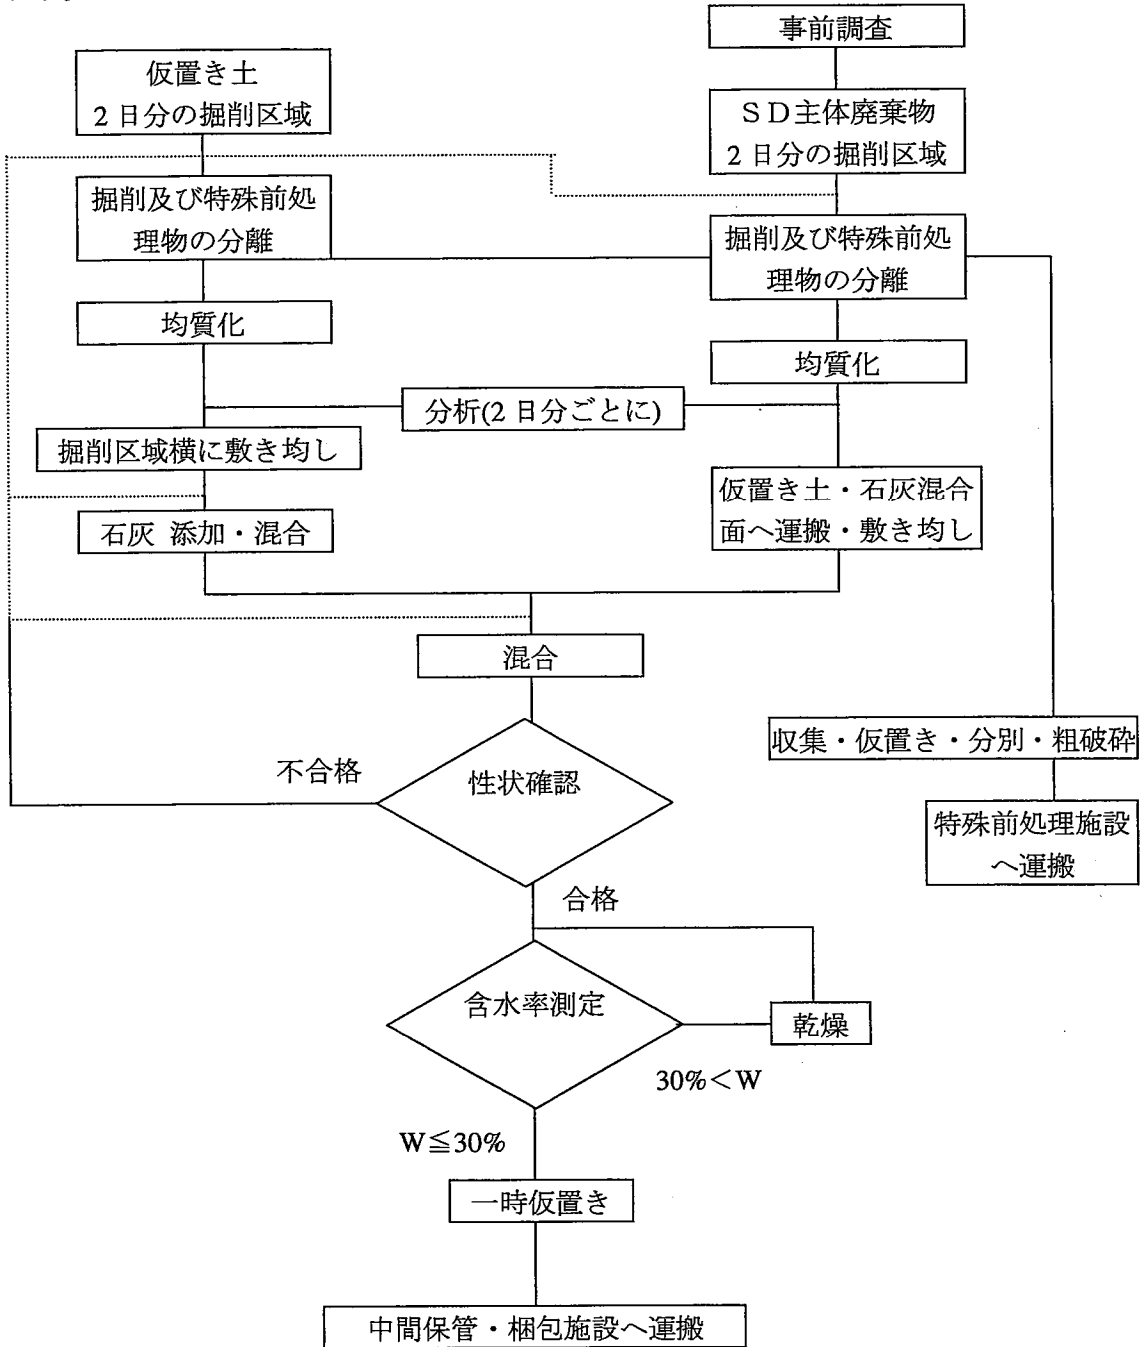 事前調査
仮置き土
2日分の掘削区域
SD主体廃棄物
2日分の掘削区域
掘削及び特殊前処
理物の分離
掘削及び特殊前処
理物の分離
均質化
均質化
分析(2日分ごとに)
掘削区域横に敷き均し
仮置き土・石灰混合
面へ運搬・敷き均し
石灰 添加・混合
混合
収集・仮置き・分別・粗破砕
不合格
性状確認
特殊前処理施設
へ運搬
合格
含水率測定
乾燥
30%<W
W≦30%
一時仮置き
中間保管・梱包施設へ運搬